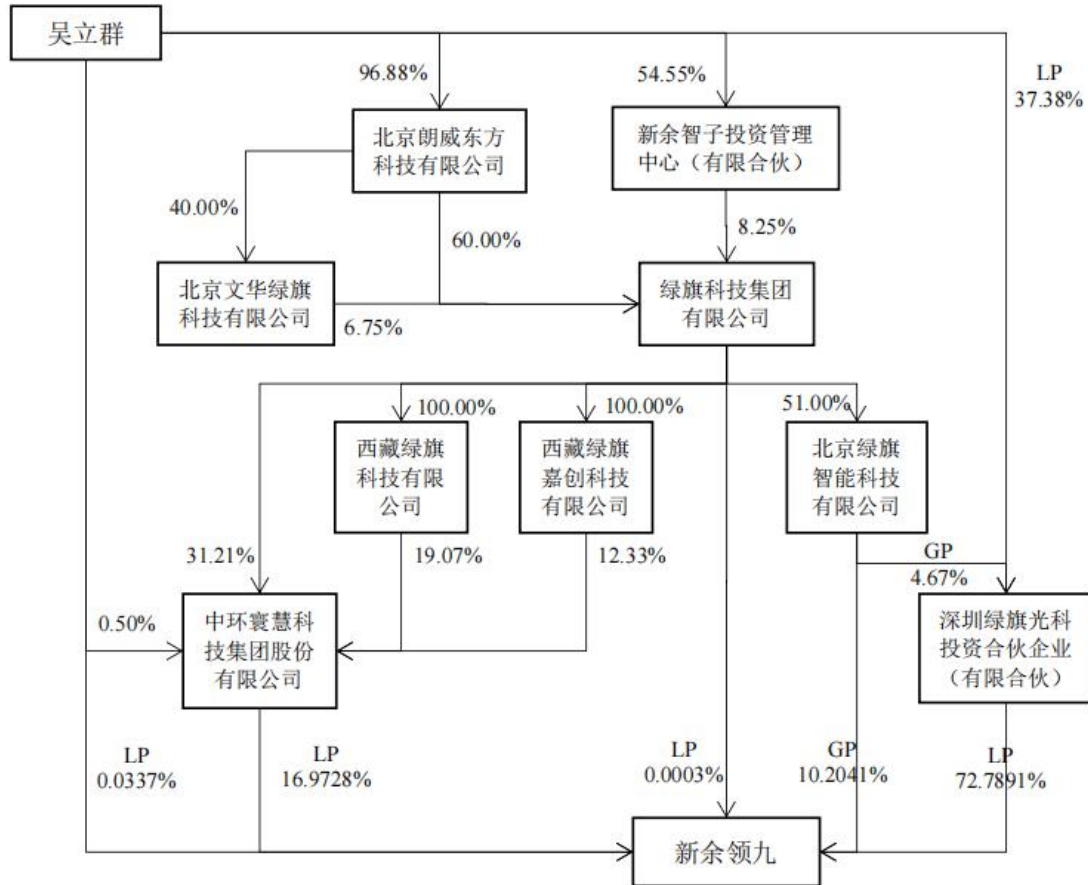 吴立群
96.88%
54.55%
LP
37.38%
北京朗威东方
科技有限公司
新余智子投资管理
中心（有限合伙）
40.00%
60.00%
8.25%
北京文华绿旗
科技有限公司
6.75%
绿旗科技集团
有限公司
100.00%
100.00%
51.00%
西藏绿旗
科技有限
公司
西藏绿旗
嘉创科技
有限公司
北京绿旗
智能科技
有限公司
31.21%
19.07%
12.33%
GP
4.67%
0.50%
中环寰慧科
技集团股份
有限公司
深圳绿旗光科
投资合伙企业
（有限合伙）
LP
0.0337%
LP
16.9728%
LP
0.0003%
GP
10.2041%
LP
72.7891%
新余领九